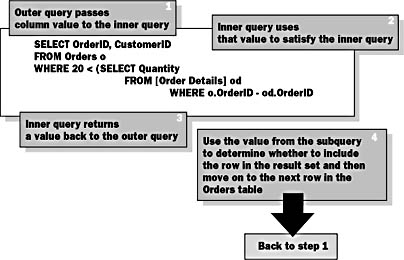 1
Outer query passes
column value to the inner query
2
Inner query uses
that value to satisfy the inner query
SELECT OrderID, CustomerID
FROM Orders o
WHERE 20 < (SELECT Quantity
FROM [Order Details] od
WHERE o.OrderID - od.OrderID
3
Inner query returns
a value back to the outer query
4
Use the value from the subquery
to determine whether to include
the row in the result set and then
move on to the next row in the
Orders table
Back to step 1